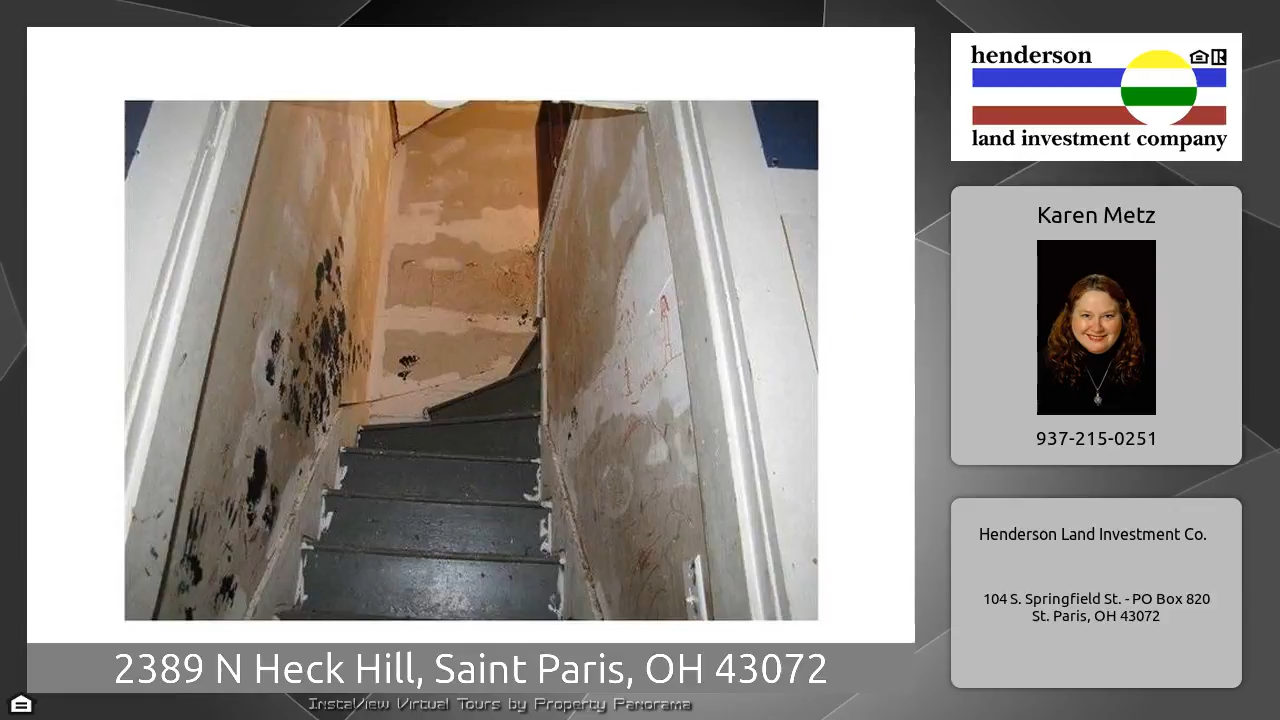 henderson
land investment company
Karen Metz
937-215-0251
Henderson Land Investment Co.
104 S. Springfield St. - PO Box 820
St. Paris, OH 43072
2389 N Heck Hill, Saint Paris, OH 43072
InstaView Virtual Tours by Property Panorama